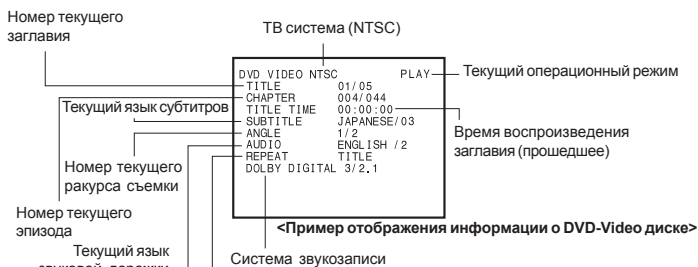 Номер текущего
заглавия
ТВ система (NTSC)
DVD VIDEO NTSC PLAY
Текущий операционный режим
TITLE 01/05
CHAPTER 004/044
TITLE TIME 00:00:00
Текущий язык субтитров
SUBTITLE JAPANESE/03
ANGLE 1/2
AUDIO ENGLISH /2
REPEAT TITLE
DOLBY DIGITAL 3/2.1
Время воспроизведения
заглавия (прошедшее)
Номер текущего
ракурса съемки
Номер текущего
эпизода
<Пример отображения информации о DVD-Video диске>
Текущий язык
звуковой дорожки
Система звукозаписи